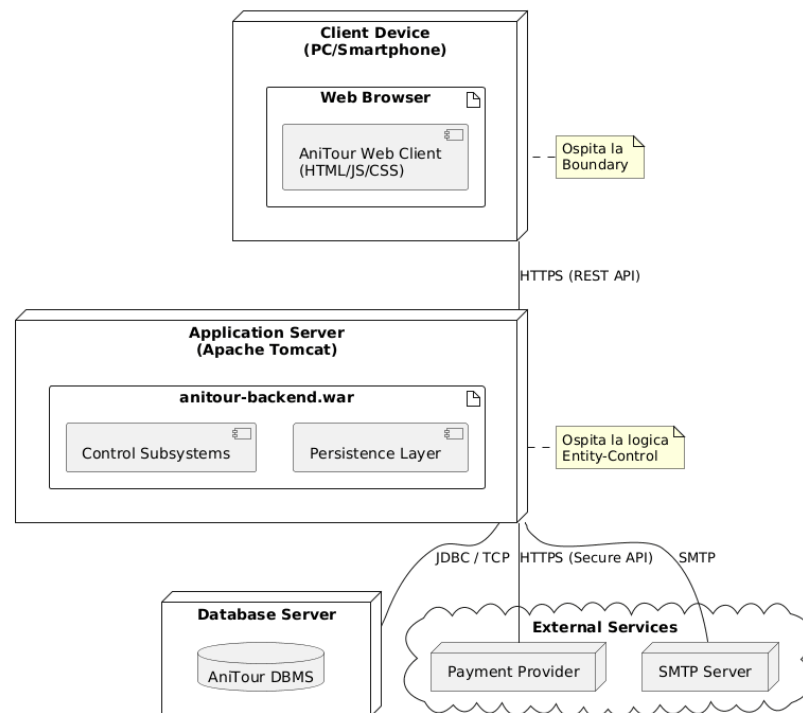 Client Device
(PC/Smartphone)
Web Browser
AniTour Web Client
(HTML/JS/CSS)
Ospita la
Boundary
HTTPS (REST API)
Application Server
(Apache Tomcat)
anitour-backend.war
Control Subsystems
Persistence Layer
Ospita la logica
Entity-Control
JDBC / TCP
HTTPS (Secure API)
SMTP
Database Server
AniTour DBMS
External Services
Payment Provider
SMTP Server